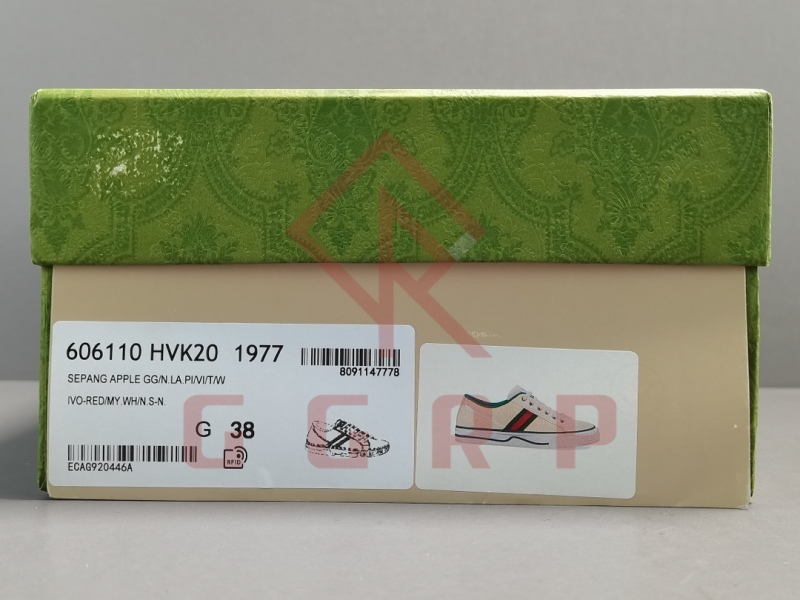 606110 HVK20 1977
8091147778
SEPANG APPLE GG/N.LA.PI/VI/T/W
IVO-RED/MY.WH/N.S-N.
G 38
RFID
ECAG920446A